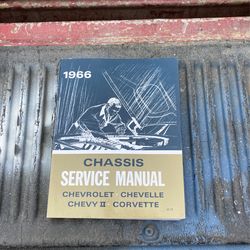 1966
CHASSIS
SERVICE MANUAL
CHEVROLET CHEVELLE
CHEVY II CORVETTE